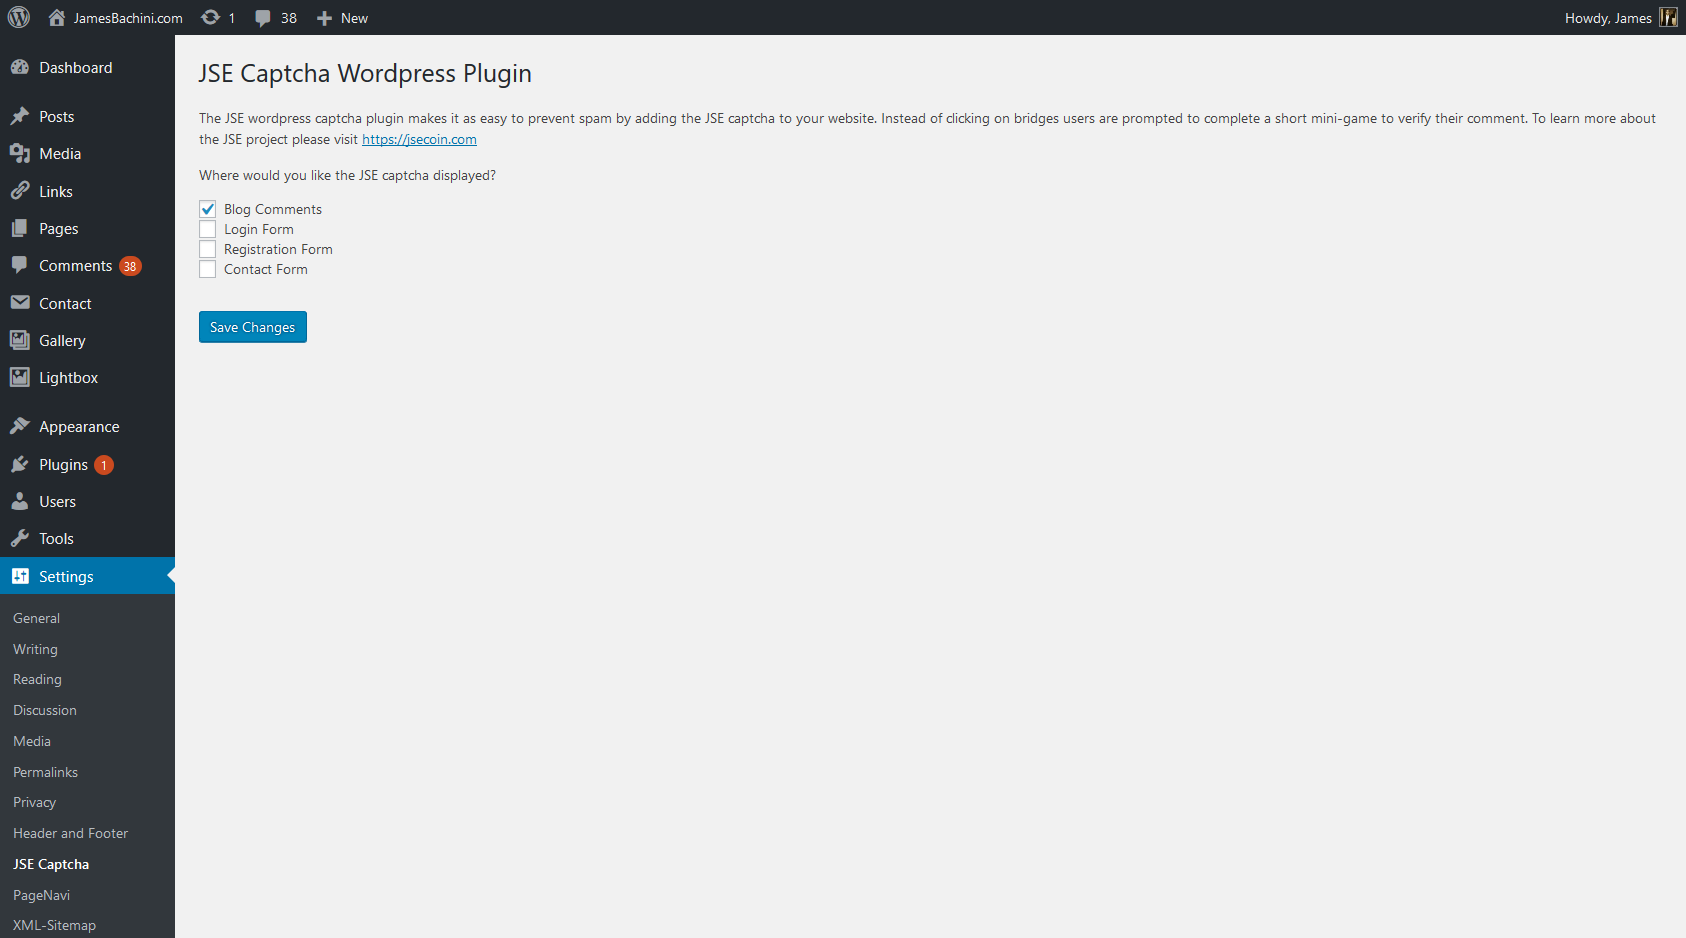 JamesBachini.com 1 38 New Howdy, James
Dashboard
Posts
Media
Links
Pages
Comments 38
Contact
Gallery
Lightbox
Appearance
Plugins 1
Users
Tools
Settings
General
Writing
Reading
Discussion
Media
Permalinks
Privacy
Header and Footer
JSE Captcha
PageNavi
XML-Sitemap
JSE Captcha Wordpress Plugin
The JSE wordpress captcha plugin makes it as easy to prevent spam by adding the JSE captcha to your website. Instead of clicking on bridges users are prompted to complete a short mini-game to verify their comment. To learn more about
the JSE project please visit https://jsecoin.com
Where would you like the JSE captcha displayed?
Blog Comments
Login Form
Registration Form
Contact Form
Save Changes